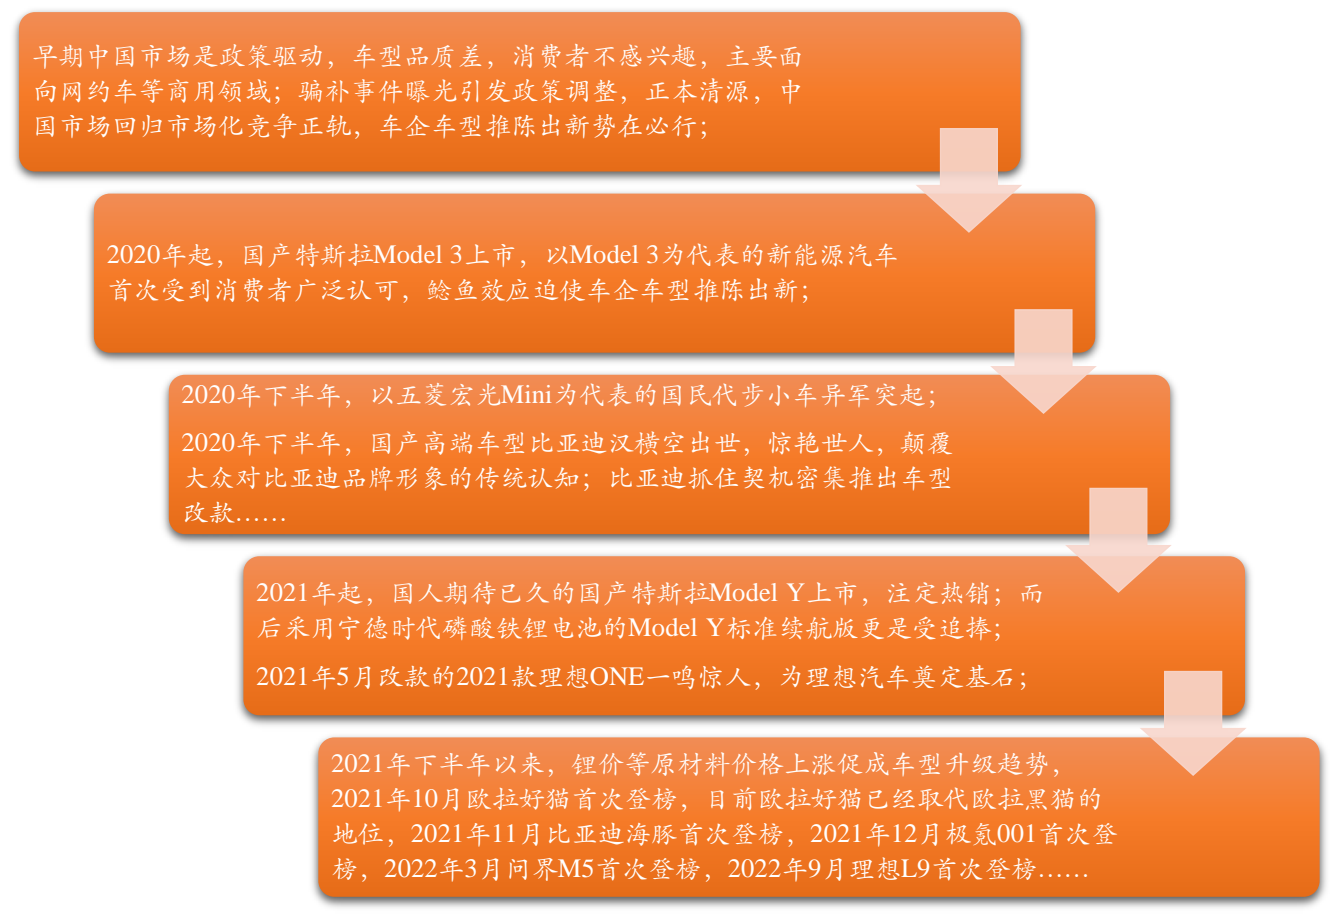 早期中国市场是政策驱动，车型品质差，消费者不感兴趣，主要面
向网约车等商用领域；骗补事件曝光引发政策调整，正本清源，中
国市场回归市场化竞争正轨，车企车型推陈出新势在必行；
2020年起，国产特斯拉Model 3上市，以Model 3为代表的新能源汽车
首次受到消费者广泛认可，鲶鱼效应迫使车企车型推陈出新；
2020年下半年，以五菱宏光Mini为代表的国民代步小车异军突起；
2020年下半年，国产高端车型比亚迪汉横空出世，惊艳世人，颠覆
大众对比亚迪品牌形象的传统认知；比亚迪抓住契机密集推出车型
改款……
2021年起，国人期待已久的国产特斯拉Model Y上市，注定热销；而
后采用宁德时代磷酸铁锂电池的Model Y标准续航版更是受追捧；
2021年5月改款的2021款理想ONE一鸣惊人，为理想汽车奠定基石；
2021年下半年以来，锂价等原材料价格上涨促成车型升级趋势，
2021年10月欧拉好猫首次登榜，目前欧拉好猫已经取代欧拉黑猫的
地位，2021年11月比亚迪海豚首次登榜，2021年12月极氪001首次登
榜，2022年3月问界M5首次登榜，2022年9月理想L9首次登榜……